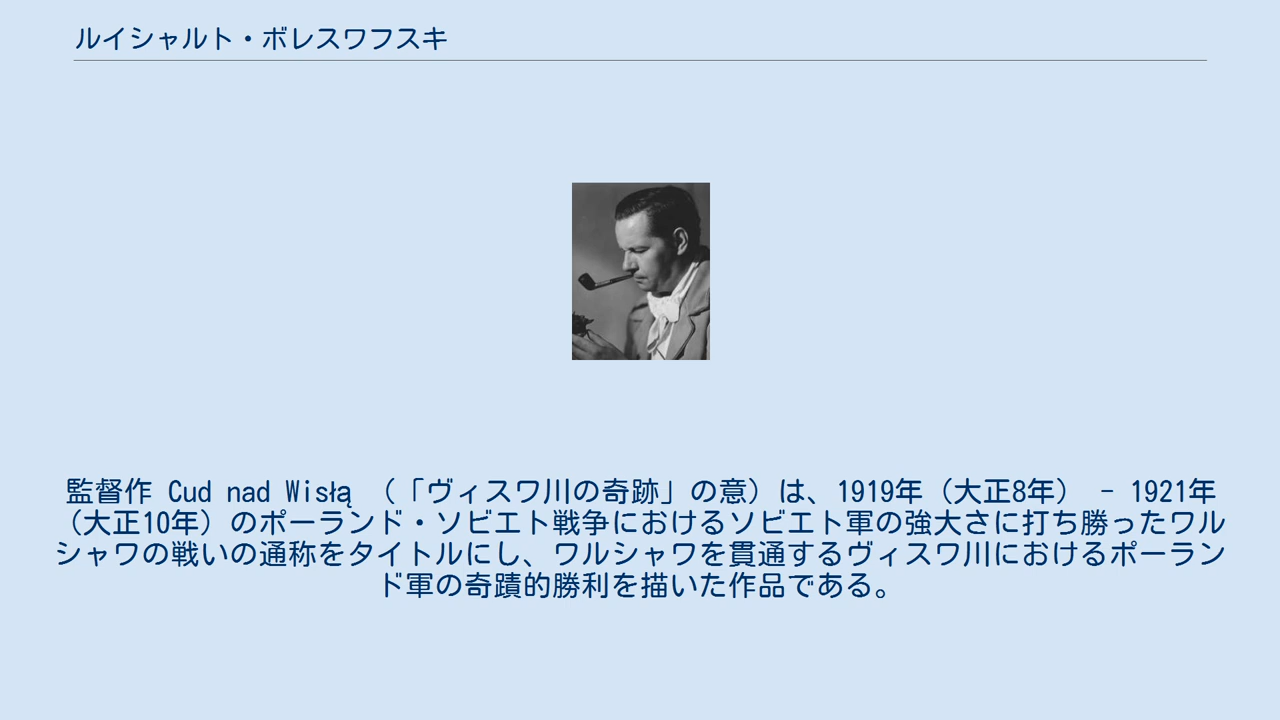 ルイシャルト・ボレスワフスキ
監督作 Cud nad Wisłą （「ヴィスワ川の奇跡」の意）は、1919年（大正8年） - 1921年
（大正10年）のポーランド・ソビエト戦争におけるソビエト軍の強大さに打ち勝ったワル
シャワの戦いの通称をタイトルにし、ワルシャワを貫通するヴィスワ川におけるポーラン
ド軍の奇蹟的勝利を描いた作品である。